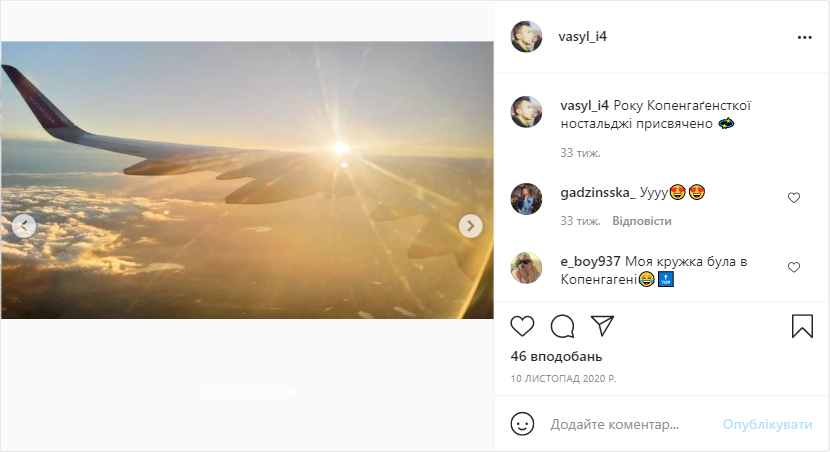 vasyl_i4
vasyl_i4 Року Копенгаґенсткої
ностальджі присвячено
33 тиж.
gadzinsska_ Уууу
33 тиж. Відповісти
e_boy937 Моя кружка була в
Копенгагені
TOP
46 вподобань
10 ЛИСТОПАД 2020 Р.
Додайте коментар... Опублікувати